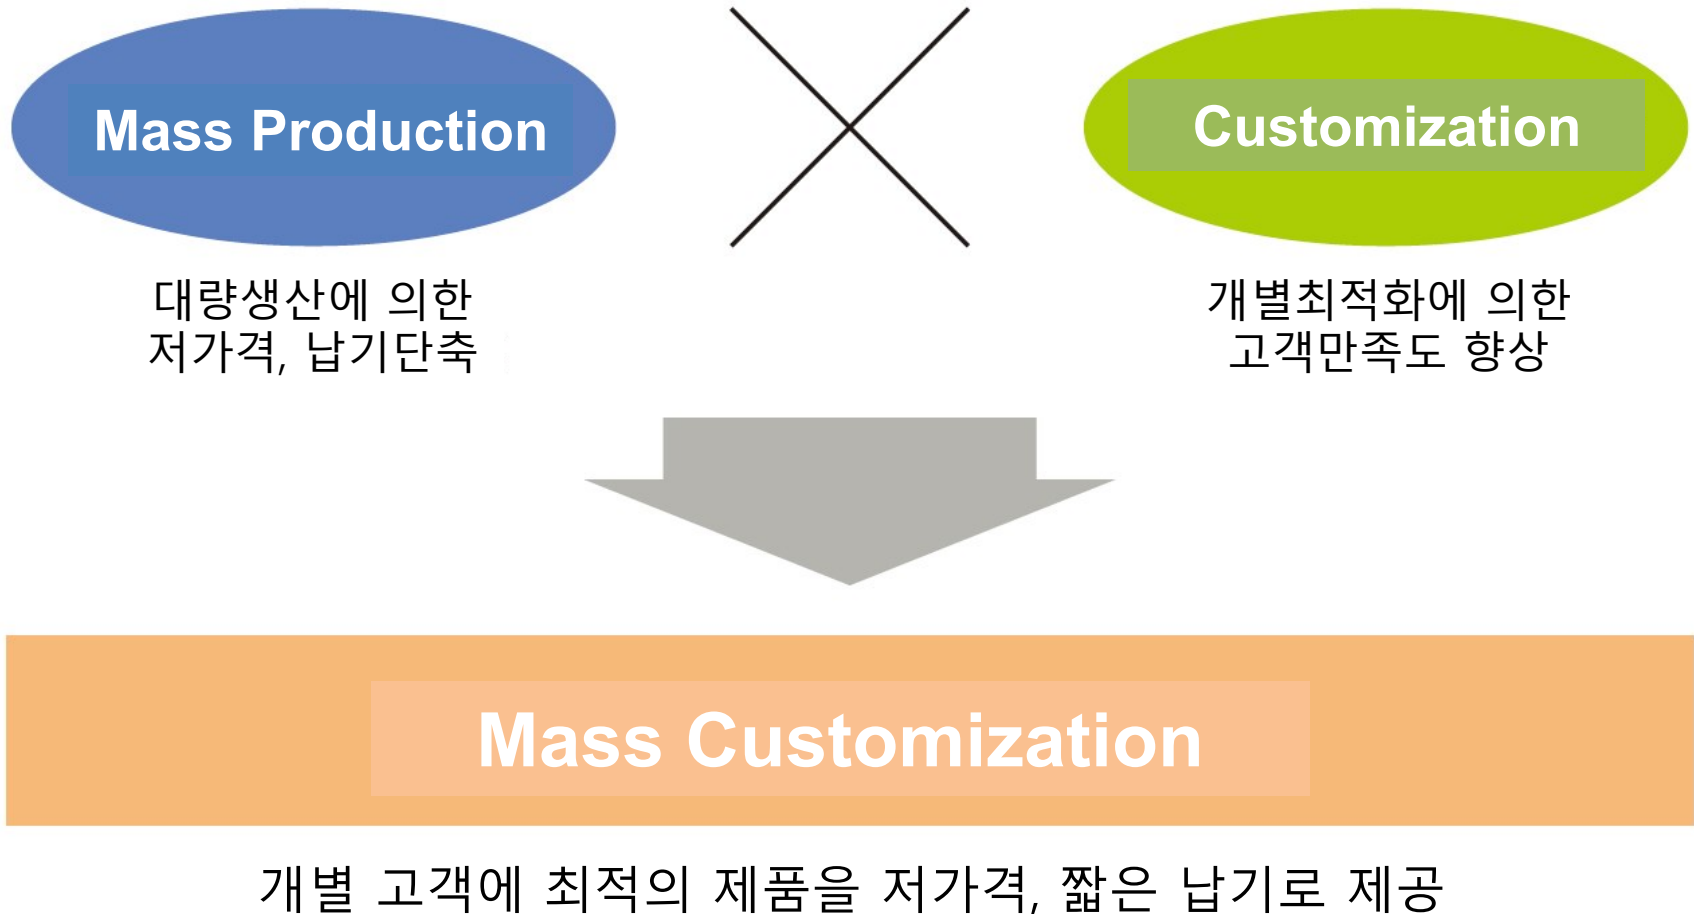 Mass Production
Customization
대량생산에 의한
저가격, 납기단축
개별최적화에 의한
고객만족도 향상
Mass Customization
개별 고객에 최적의 제품을 저가격, 짧은 납기로 제공